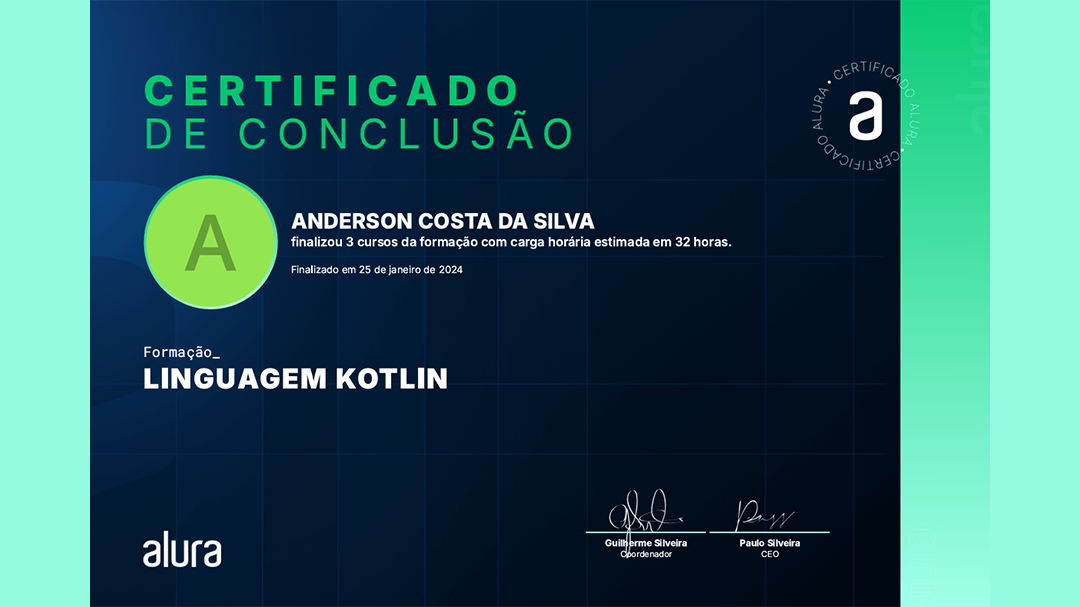 CERTIFICADO
DE CONCLUSÃO
CERTIFICADO ALURA • CERTIFICADO ALURA •
a
A
ANDERSON COSTA DA SILVA
finalizou 3 cursos da formação com carga horária estimada em 32 horas.
Finalizado em 25 de janeiro de 2024
Formação_
LINGUAGEM KOTLIN
alura
Guilherme Silveira
Coordenador
Paulo Silveira
CEO